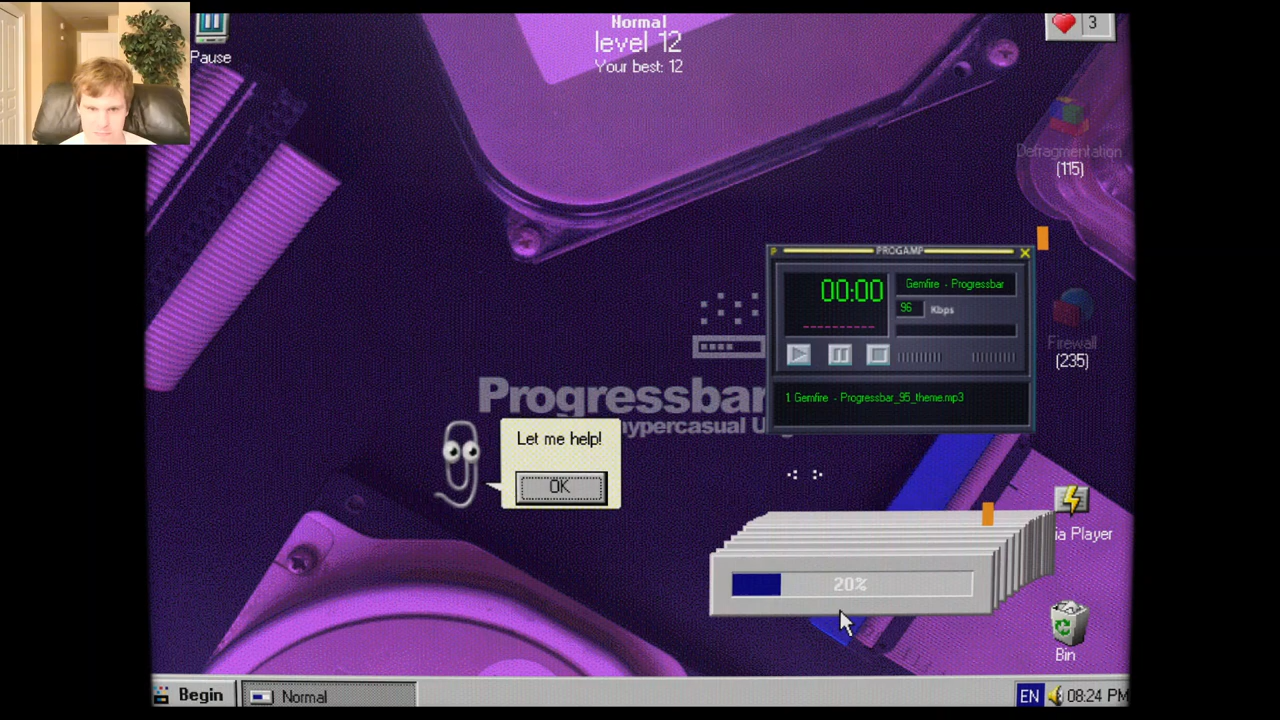 Normal
level 12
Your best: 12
3
Pause
Defragmentation
(115)
PROGAMP
00:00
Gemfire - Progressbar
96
Kbps
1 Gemfire - Progressbar_95_theme.mp3
Firewall
(235)
Progressbar
hypercasual
Let me help!
OK
ia Player
20%
Bin
Begin
Normal
EN
08:24 PM